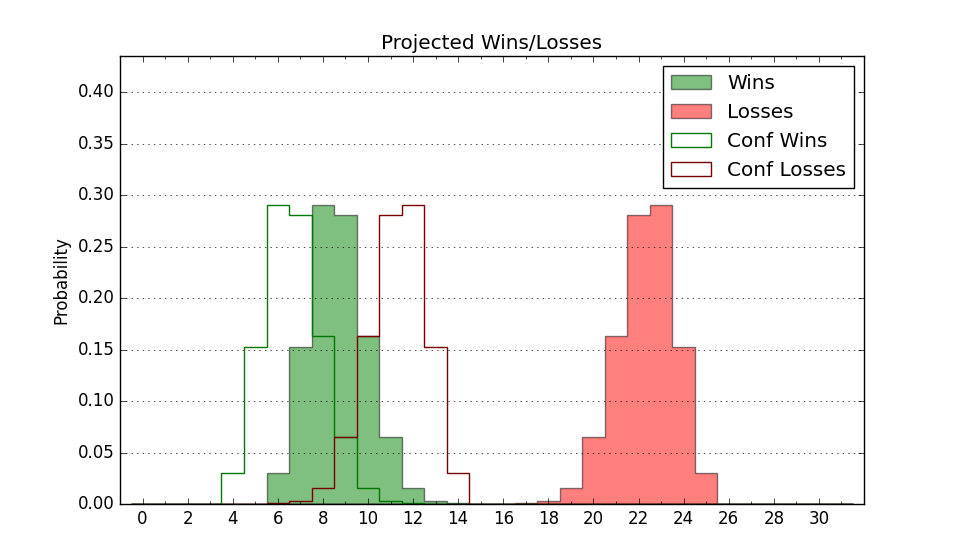 Projected Wins/Losses
Wins
Losses
Conf Wins
Conf Losses
Probability
0.40
0.35
0.30
0.25
0.20
0.15
0.10
0.05
0.00
0 2 4 6 8 10 12 14 16 18 20 22 24 26 28 30